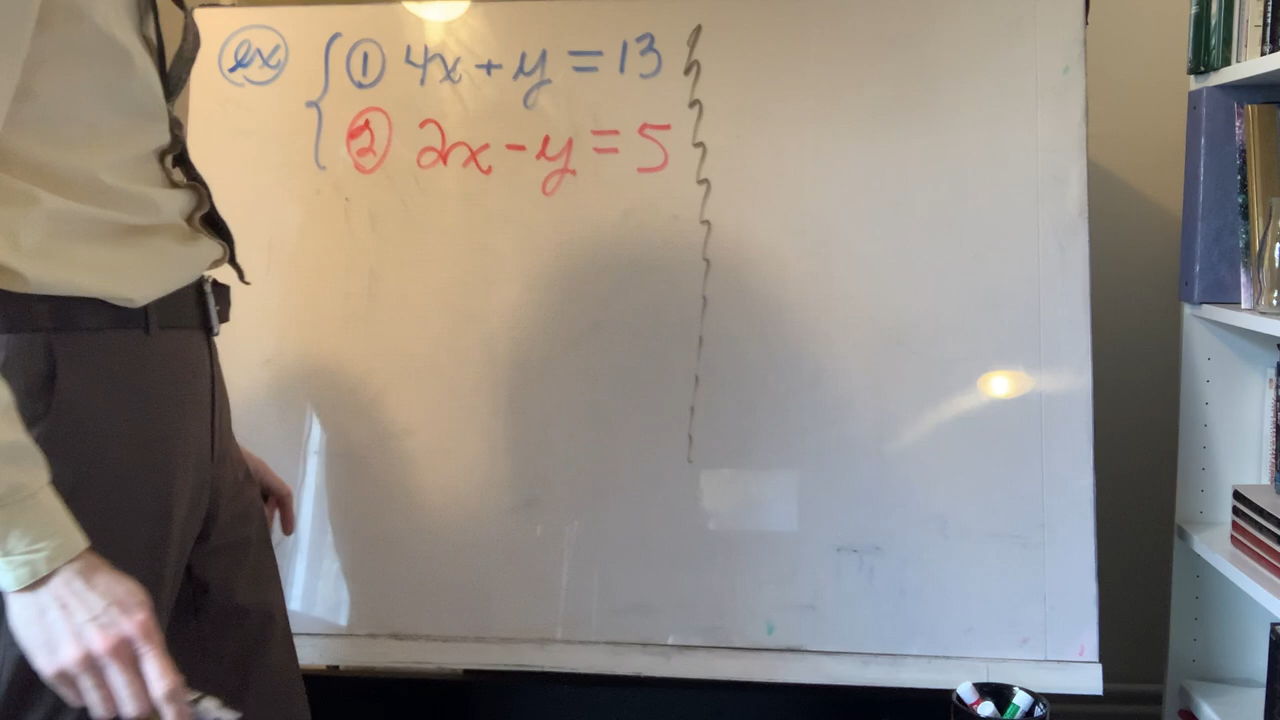 ex ① 4x + y = 13
② 2x - y = 5